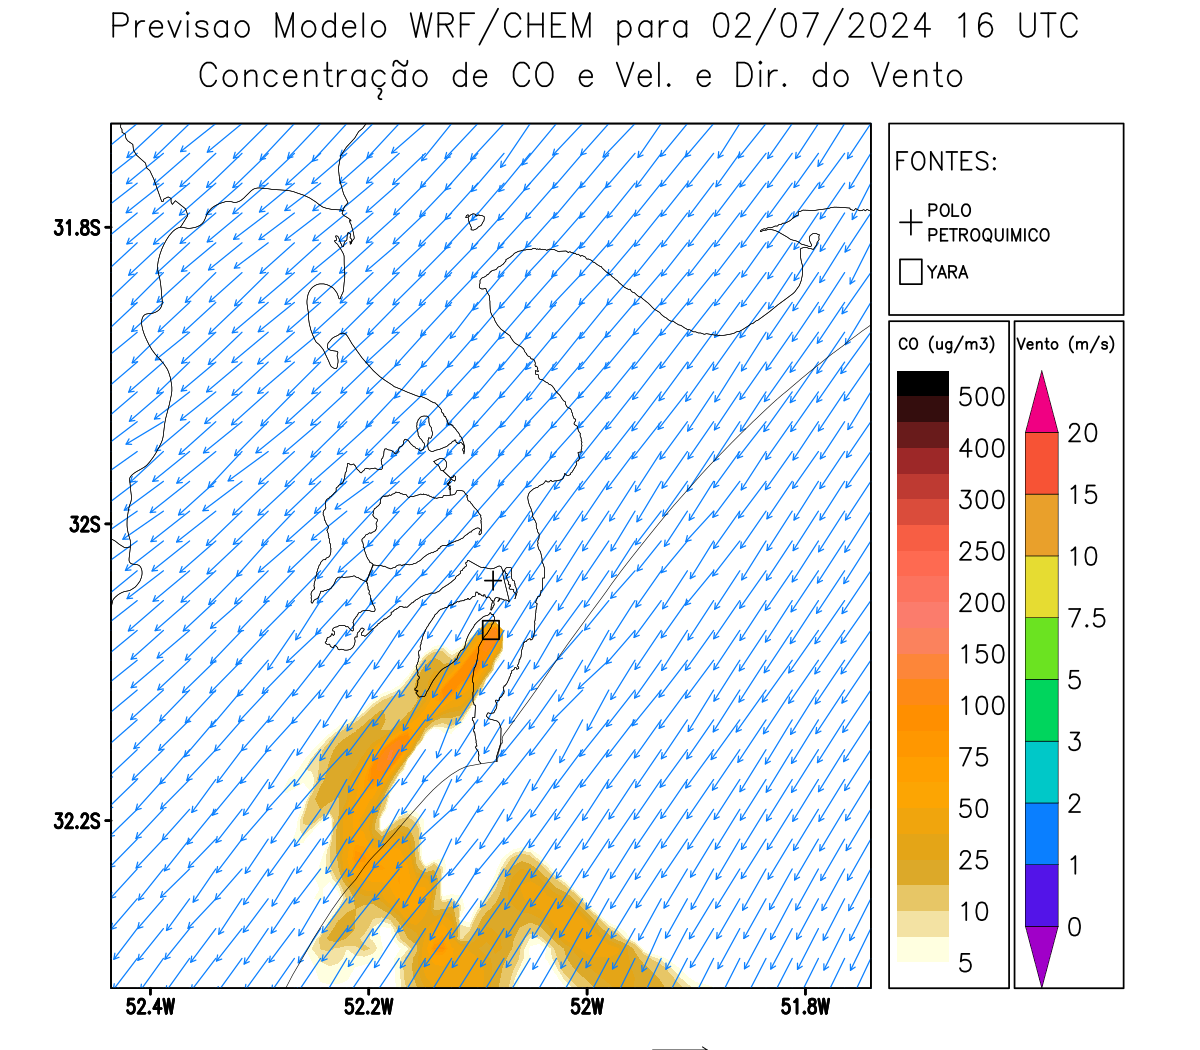 Previsao Modelo WRF/CHEM para 02/07/2024 16 UTC
Concentração de CO e Vel. e Dir. do Vento
FONTES:
POLO
PETROQUIMICO
YARA
31.8S
32S
32.2S
52.4W
52.2W
52W
51.8W
CO (ug/m3)
500
400
300
250
200
150
100
75
50
25
10
5
Vento (m/s)
20
15
10
7.5
5
3
2
1
0